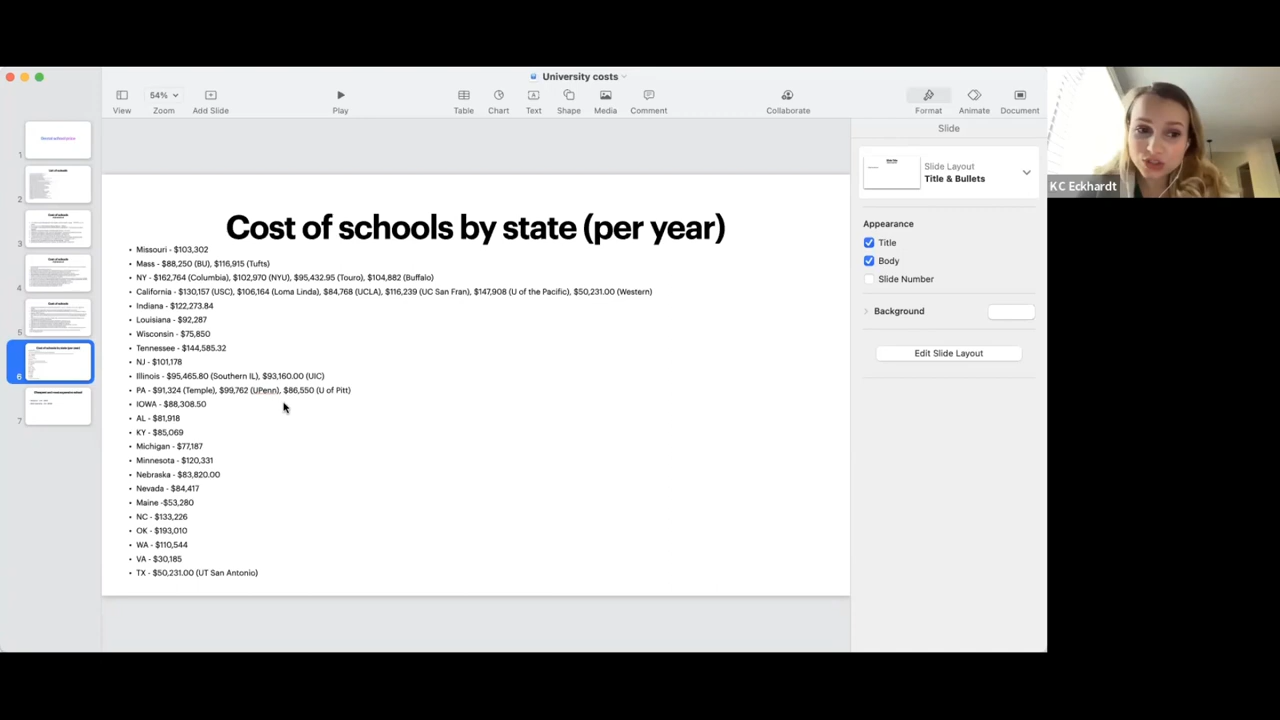 University costs
54%
View
Zoom
Add Slide
Play
Table
Chart
Text
Shape
Media
Comment
Collaborate
Format
Animate
Document
Slide
Slide Layout
Title & Bullets
Appearance
Title
Body
Slide Number
Background
Edit Slide Layout
KC Eckhardt
1
2
3
4
5
6
7
Cost of schools by state (per year)
• Missouri - $103,302
• Mass - $88,250 (BU), $116,915 (Tufts)
• NY - $162,764 (Columbia), $102,970 (NYU), $95,432.95 (Touro), $104,882 (Buffalo)
• California - $130,157 (USC), $106,164 (Loma Linda), $84,768 (UCLA), $116,239 (UC San Fran), $147,908 (U of the Pacific), $50,231.00 (Western)
• Indiana - $122,273.84
• Louisiana - $92,287
• Wisconsin - $75,850
• Tennessee - $144,585.32
• NJ - $101,178
• Illinois - $95,465.80 (Southern IL), $93,160.00 (UIC)
• PA - $91,324 (Temple), $99,762 (UPenn), $86,550 (U of Pitt)
• IOWA - $88,308.50
• AL - $81,918
• KY - $85,069
• Michigan - $77,187
• Minnesota - $120,331
• Nebraska - $83,820.00
• Nevada - $84,417
• Maine -$53,280
• NC - $133,226
• OK - $193,010
• WA - $110,544
• VA - $30,185
• TX - $50,231.00 (UT San Antonio)